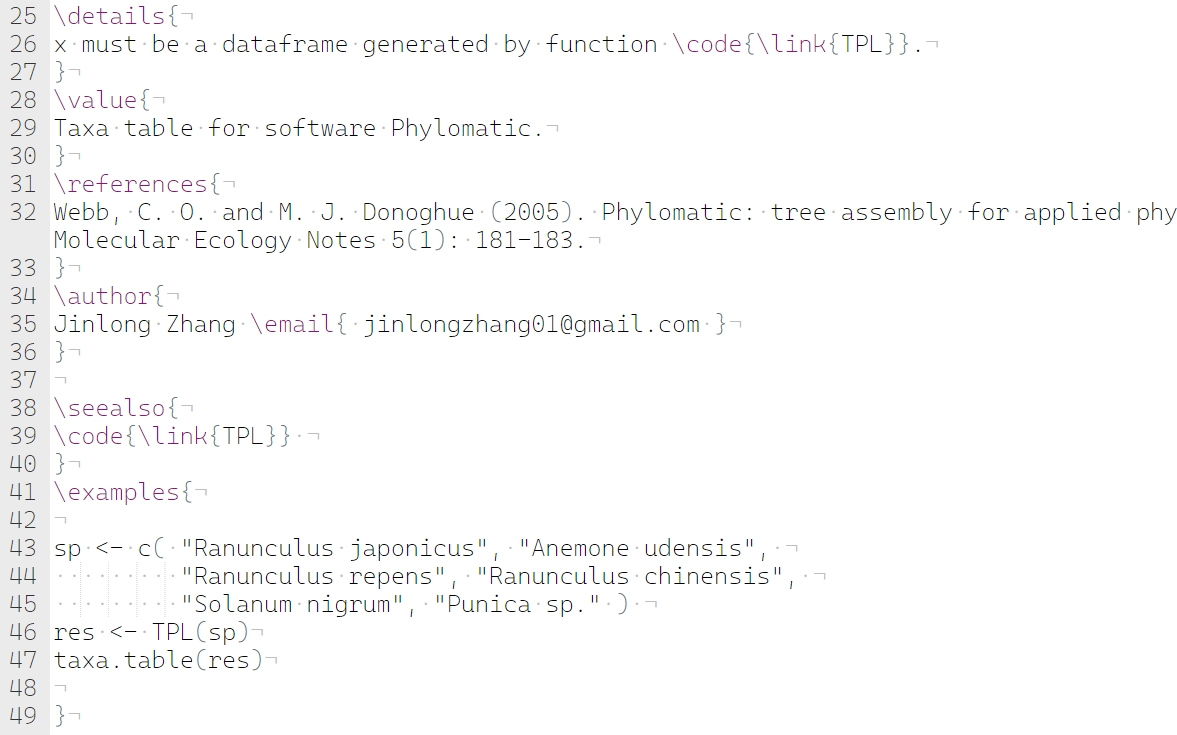 25 \details{
26 x must be a dataframe generated by function \code{\link{TPL}}.
27 }
28 \value{
29 Taxa table for software Phylomatic.
30 }
31 \references{
32 Webb, C. O. and M. J. Donoghue (2005). Phylomatic: tree assembly for applied phy
Molecular Ecology Notes 5(1): 181-183.
33 }
34 \author{
35 Jinlong Zhang \email{ jinlongzhang01@gmail.com }
36 }
37
38 \seealso{
39 \code{\link{TPL}}
40 }
41 \examples{
42
43 sp <- c( "Ranunculus japonicus", "Anemone udensis",
44          "Ranunculus repens", "Ranunculus chinensis",
45          "Solanum nigrum", "Punica sp." )
46 res <- TPL(sp)
47 taxa.table(res)
48
49 }